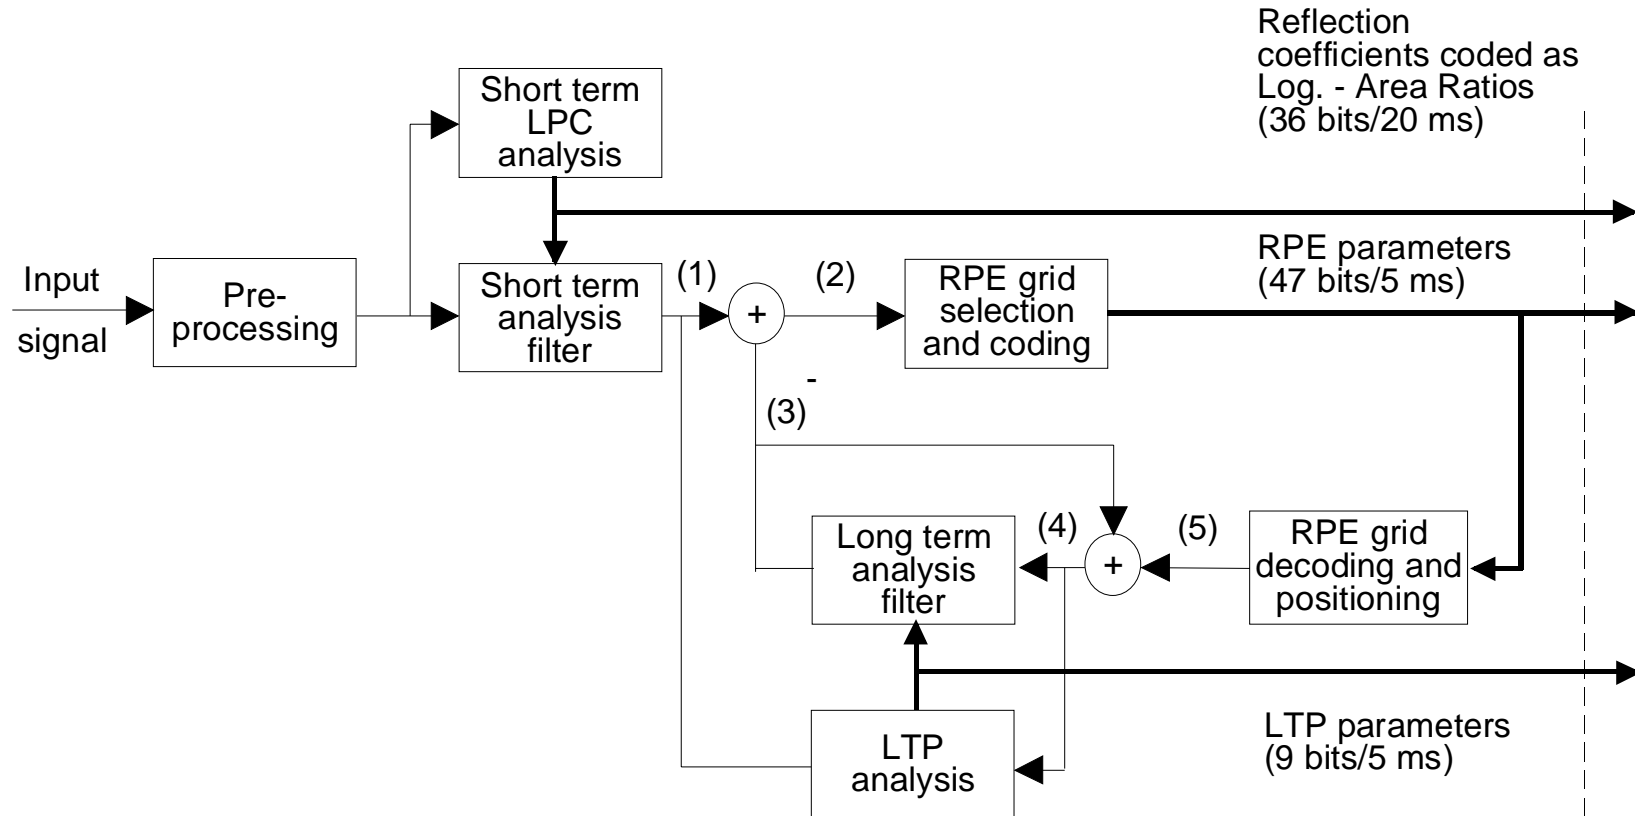 Reflection
coefficients coded as
Log. - Area Ratios
(36 bits/20 ms)
Short term
LPC
analysis
Input
signal
Pre-
processing
Short term
analysis
filter
(1)
+
(2)
RPE grid
selection
and coding
RPE parameters
(47 bits/5 ms)
-
(3)
Long term
analysis
filter
(4)
+
(5)
RPE grid
decoding and
positioning
LTP
analysis
LTP parameters
(9 bits/5 ms)